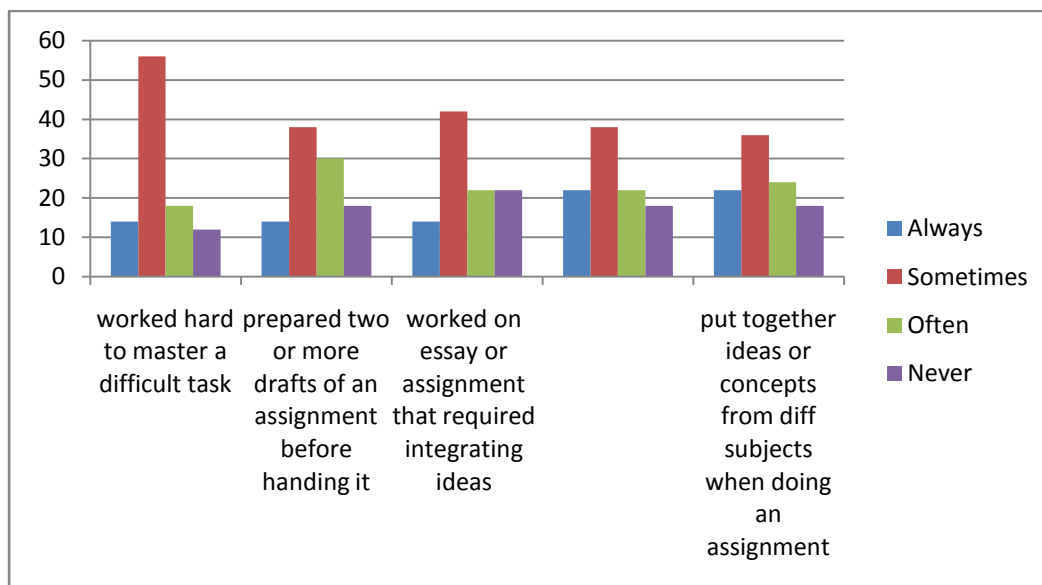 60
50
40
30
20
10
0
worked hard
to master a
difficult task
prepared two
or more
drafts of an
assignment
before
handing it
worked on
essay or
assignment
that required
integrating
ideas
put together
ideas or
concepts
from diff
subjects
when doing
an
assignment
Always
Sometimes
Often
Never